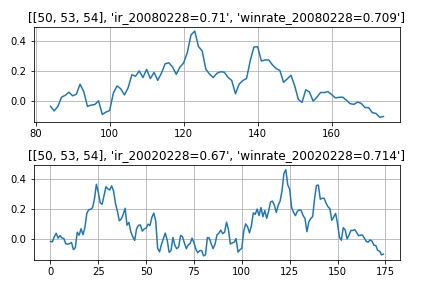 [[50, 53, 54], 'ir_20080228=0.71', 'winrate_20080228=0.709']
0.4
0.2
0.0
80 100 120 140 160
[[50, 53, 54], 'ir_20020228=0.67', 'winrate_20020228=0.714']
0.4
0.2
0.0
0 25 50 75 100 125 150 175